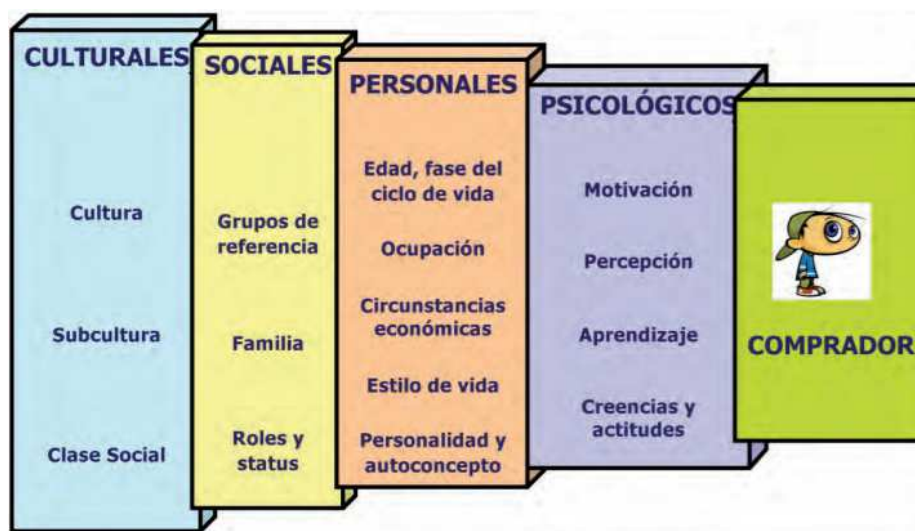 CULTURALES
Cultura
Subcultura
Clase Social
SOCIALES
Grupos de
referencia
Familia
Roles y
status
PERSONALES
Edad, fase del
ciclo de vida
Ocupación
Circunstancias
económicas
Estilo de vida
Personalidad y
autoconcepto
PSICOLÓGICOS
Motivación
Percepción
Aprendizaje
Creencias y
actitudes
COMPRADOR